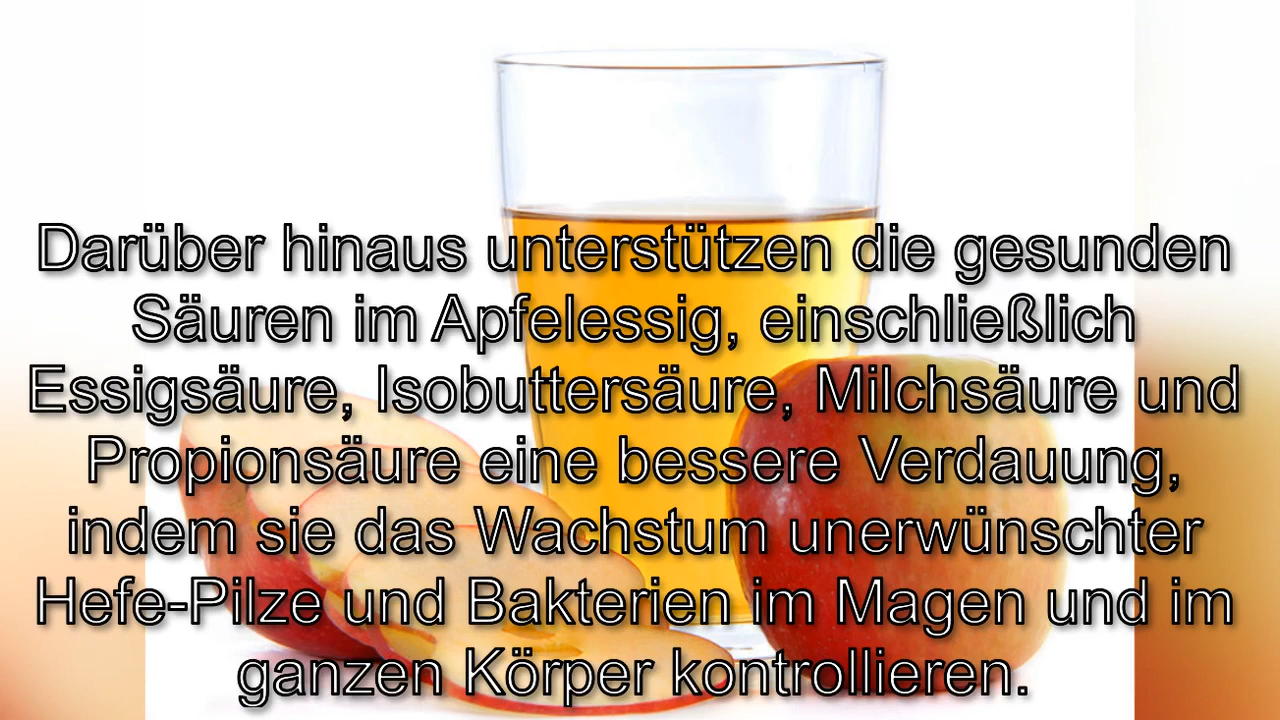 Darüber hinaus unterstützen die gesunden
Säuren im Apfelessig, einschließlich
Essigsäure, Isobuttersäure, Milchsäure und
Propionsäure eine bessere Verdauung,
indem sie das Wachstum unerwünschter
Hefe-Pilze und Bakterien im Magen und im
ganzen Körper kontrollieren.